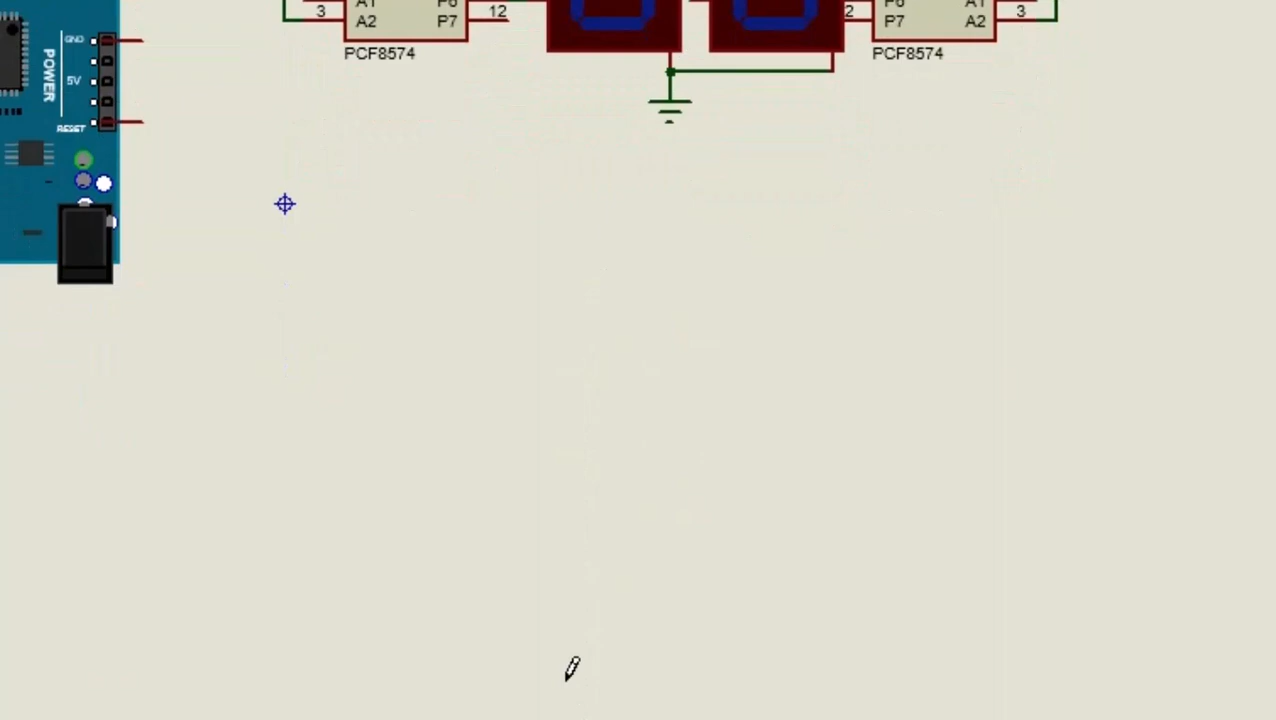 A1 P6
3 A2 P7 12
PCF8574
2 P6 A1
P7 A2 3
PCF8574
GND
POWER
5V
RESET